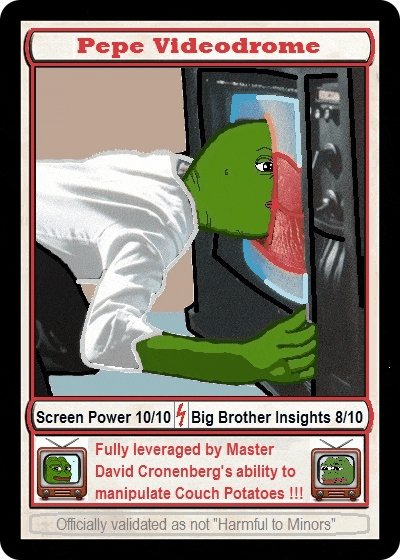 Pepe Videodrome
Screen Power 10/10 Big Brother Insights 8/10
Fully leveraged by Master
David Cronenberg's ability to
manipulate Couch Potatoes !!!
Officially validated as not "Harmful to Minors"